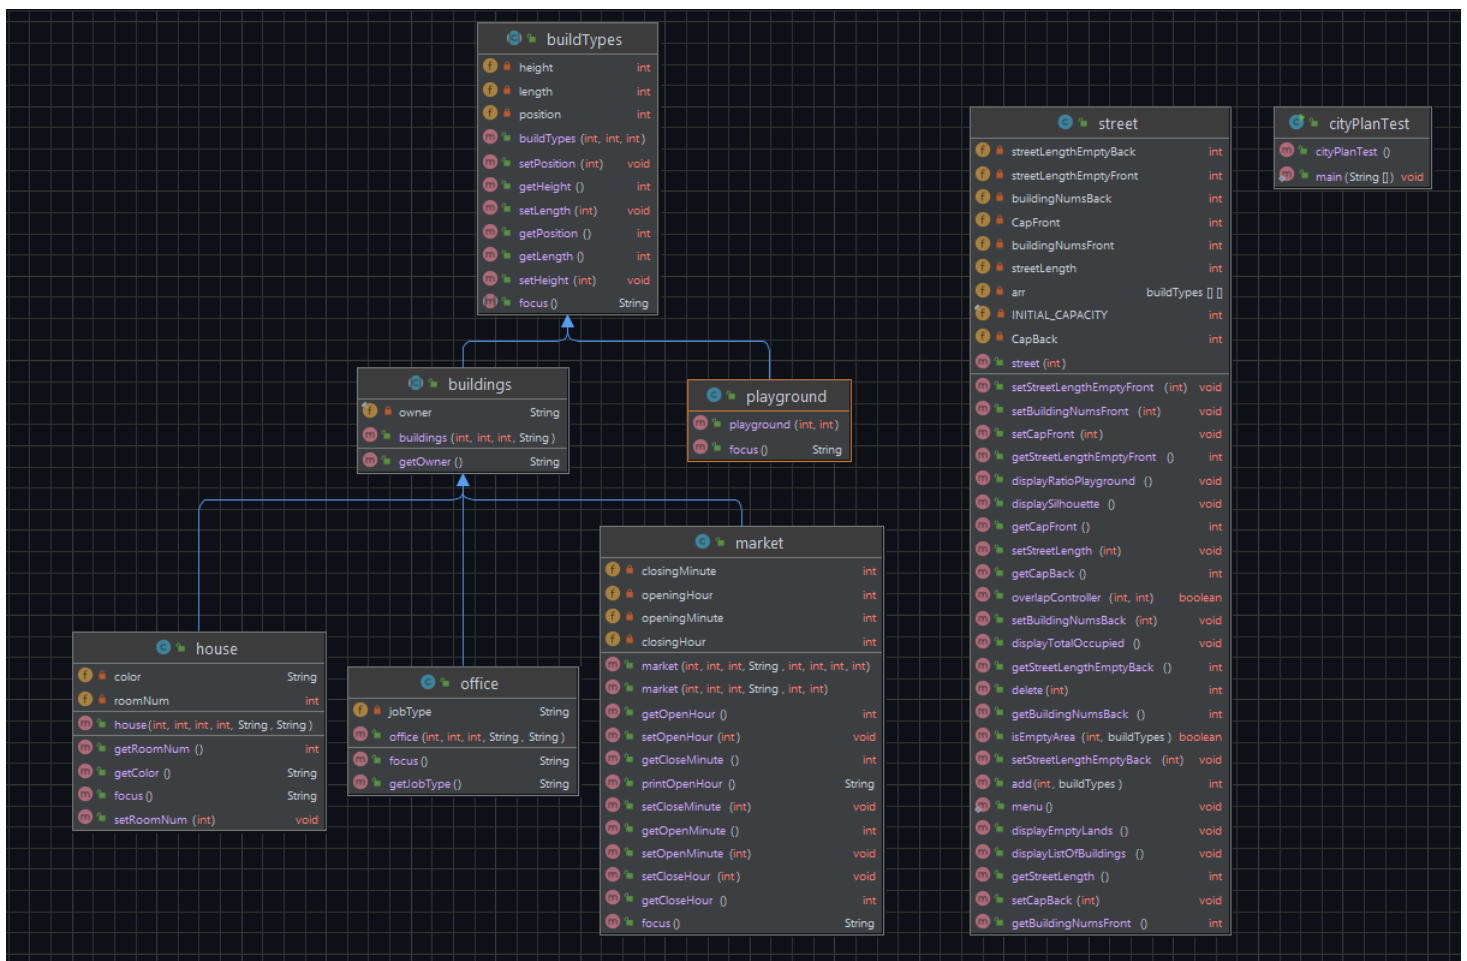 buildTypes
height int
length int
position int
buildTypes (int, int, int)
setPosition (int) void
getHeight () int
setLength (int) void
getPosition () int
getLength () int
setHeight (int) void
focus () String
buildings
owner String
buildings (int, int, int, String )
getOwner () String
playground
playground (int, int)
focus () String
house
color String
roomNum int
house(int, int, int, int, String , String )
getRoomNum () int
getColor () String
focus () String
setRoomNum (int) void
office
jobType String
office (int, int, int, String , String )
focus () String
getJobType () String
market
closingMinute int
openingHour int
openingMinute int
closingHour int
market (int, int, int, String , int, int, int, int)
market (int, int, int, String , int, int)
getOpenHour () int
setOpenHour (int) void
getCloseMinute () int
printOpenHour () String
setCloseMinute (int) void
getOpenMinute () int
setOpenMinute (int) void
setCloseHour (int) void
getCloseHour () int
focus () String
street
streetLengthEmptyBack int
streetLengthEmptyFront int
buildingNumsBack int
CapFront int
buildingNumsFront int
streetLength int
arr buildTypes [] []
INITIAL_CAPACITY int
CapBack int
street (int)
setStreetLengthEmptyFront (int) void
setBuildingNumsFront (int) void
setCapFront (int) void
getStreetLengthEmptyFront () int
displayRatioPlayground () void
displaySilhouette () void
getCapFront () int
setStreetLength (int) void
getCapBack () int
overlapController (int, int) boolean
setBuildingNumsBack (int) void
displayTotalOccupied () void
getStreetLengthEmptyBack () int
delete (int) int
getBuildingNumsBack () int
isEmptyArea (int, buildTypes ) boolean
setStreetLengthEmptyBack (int) void
add (int, buildTypes ) int
menu () void
displayEmptyLands () void
displayListOfBuildings () void
getStreetLength () int
setCapBack (int) void
getBuildingNumsFront () int
cityPlanTest
cityPlanTest ()
main (String []) void